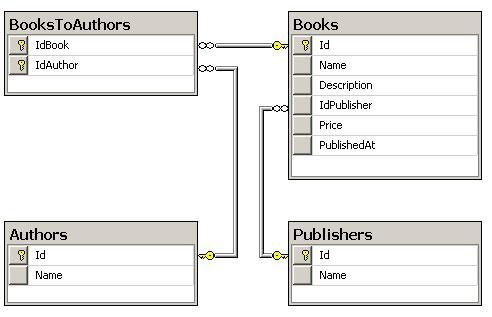 BooksToAuthors
IdBook
IdAuthor
Books
Id
Name
Description
IdPublisher
Price
PublishedAt
Authors
Id
Name
Publishers
Id
Name